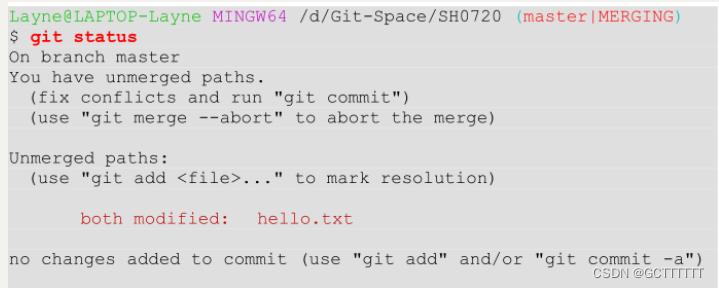 Layne@LAPTOP-Layne MINGW64 /d/Git-Space/SH0720 (master|MERGING)
$ git status
On branch master
You have unmerged paths.
  (fix conflicts and run "git commit")
  (use "git merge --abort" to abort the merge)

Unmerged paths:
  (use "git add <file>..." to mark resolution)

        both modified:   hello.txt

no changes added to commit (use "git add" and/or "git commit -a")
CSDN @GCTTTTTT